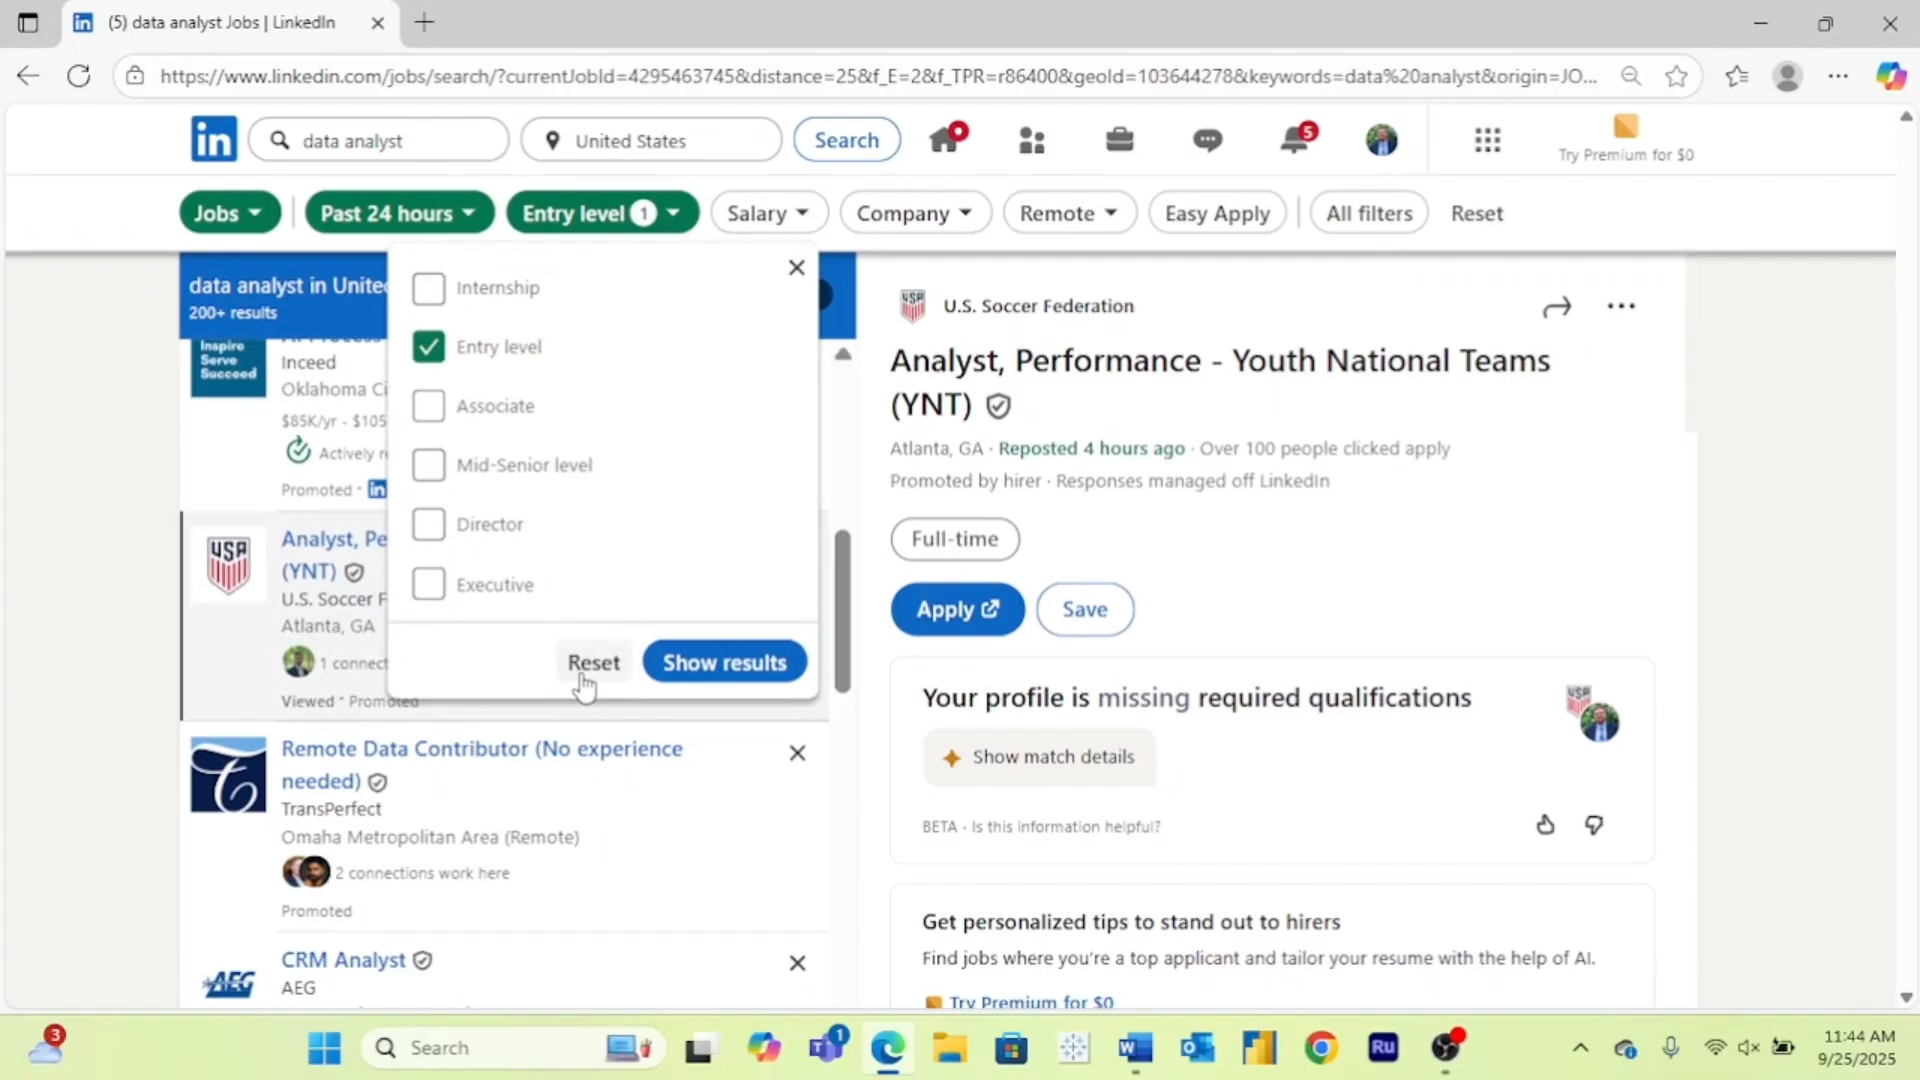 (5) data analyst Jobs | LinkedIn
https://www.linkedin.com/jobs/search/?currentJobId=4295463745&distance=25&f_E=2&f_TPR=r86400&geoId=103644278&keywords=data%20analyst&origin=JO...
in
data analyst
United States
Search
5
Try Premium for $0
Jobs
Past 24 hours
Entry level 1
Salary
Company
Remote
Easy Apply
All filters
Reset
data analyst in Unite
200+ results
Inspire
Serve
Succeed
Inceed
Oklahoma Ci
$85K/yr - $105
Actively r
Promoted · in
Analyst, Pe
(YNT)
USA
U.S. Soccer F
Atlanta, GA
1 connect
Viewed · Promoted
Internship
Entry level
Associate
Mid-Senior level
Director
Executive
Reset
Show results
Remote Data Contributor (No experience
needed)
TransPerfect
Omaha Metropolitan Area (Remote)
2 connections work here
Promoted
CRM Analyst
AEG
AEG
USA
U.S. Soccer Federation
Analyst, Performance - Youth National Teams
(YNT)
Atlanta, GA · Reposted 4 hours ago · Over 100 people clicked apply
Promoted by hirer · Responses managed off LinkedIn
Full-time
Apply
Save
Your profile is missing required qualifications
USA
Show match details
BETA · Is this information helpful?
Get personalized tips to stand out to hirers
Find jobs where you're a top applicant and tailor your resume with the help of AI.
Try Premium for $0
3
Search
1
T
W
Ru
11:44 AM
9/25/2025